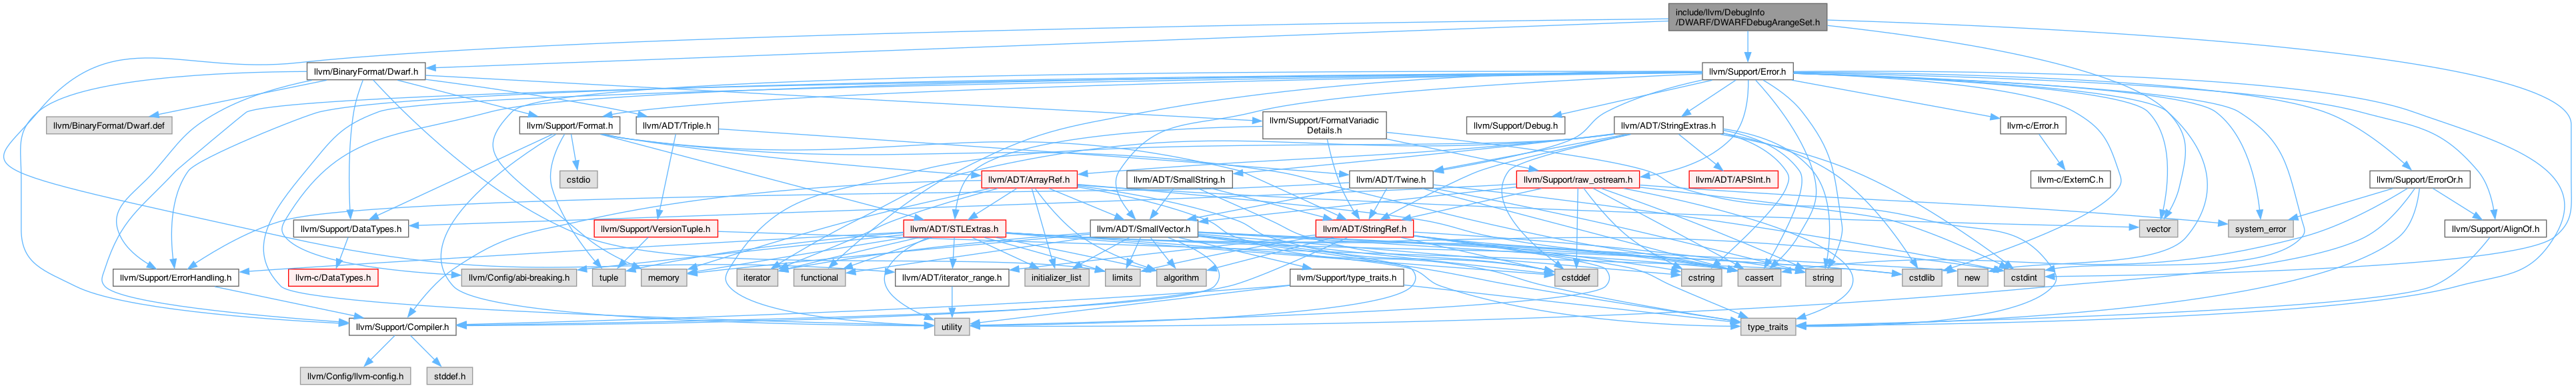 include/llvm/DebugInfo
/DWARF/DWARFDebugArangeSet.h
llvm/BinaryFormat/Dwarf.h
llvm/Support/Error.h
llvm/BinaryFormat/Dwarf.def
llvm/Support/Format.h
llvm/ADT/Triple.h
llvm/Support/FormatVariadic
Details.h
llvm/Support/Debug.h
llvm/ADT/StringExtras.h
llvm-c/Error.h
cstdio
llvm/ADT/ArrayRef.h
llvm/ADT/SmallString.h
llvm/ADT/Twine.h
llvm/Support/raw_ostream.h
llvm/ADT/APSInt.h
llvm-c/ExternC.h
llvm/Support/ErrorOr.h
llvm/Support/DataTypes.h
llvm/Support/VersionTuple.h
llvm/ADT/STLExtras.h
llvm/ADT/SmallVector.h
llvm/ADT/StringRef.h
vector
system_error
llvm/Support/AlignOf.h
llvm/Support/ErrorHandling.h
llvm-c/DataTypes.h
llvm/Config/abi-breaking.h
tuple
memory
iterator
functional
llvm/ADT/iterator_range.h
initializer_list
limits
algorithm
llvm/Support/type_traits.h
cstddef
cstring
cassert
string
cstdlib
new
cstdint
llvm/Support/Compiler.h
utility
type_traits
llvm/Config/llvm-config.h
stddef.h